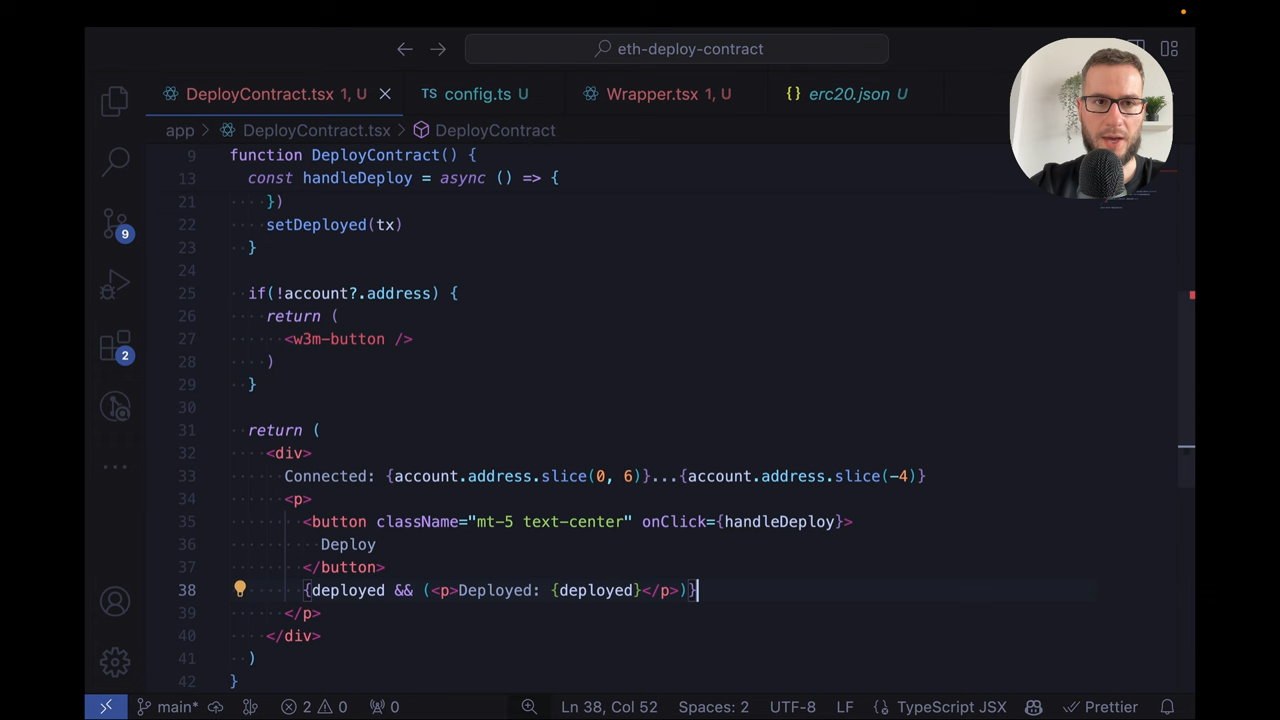 eth-deploy-contract
DeployContract.tsx 1, U
config.ts U
Wrapper.tsx 1, U
{} erc20.json U
TS
app > DeployContract.tsx > DeployContract
9 function DeployContract() {
13 const handleDeploy = async () => {
21 })
22 setDeployed(tx)
23 }
24
25 if(!account?.address) {
26 return (
27 <w3m-button />
28 )
29 }
30
31 return (
32 <div>
33 Connected: {account.address.slice(0, 6)}...{account.address.slice(-4)}
34 <p>
35 <button className="mt-5 text-center" onClick={handleDeploy}>
36 Deploy
37 </button>
38 {deployed && (<p>Deployed: {deployed}</p>)}
39 </p>
40 </div>
41 )
42 }
9
2
main* 2 0 0 Ln 38, Col 52 Spaces: 2 UTF-8 LF {} TypeScript JSX Prettier